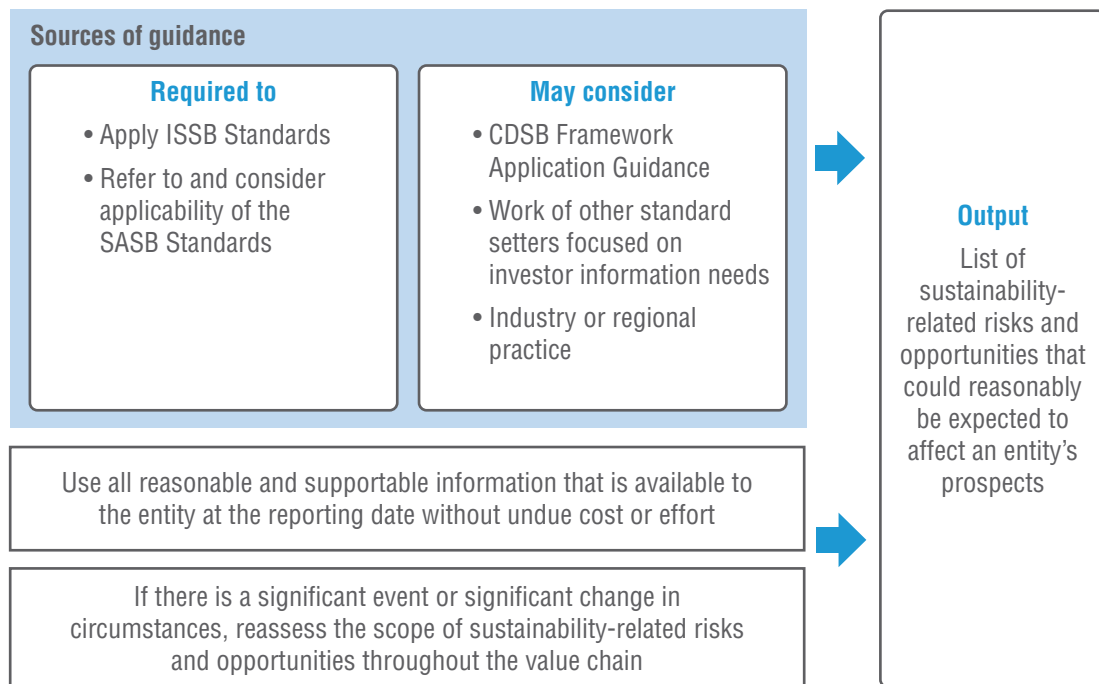 Sources of guidance
Required to
• Apply ISSB Standards
• Refer to and consider
applicability of the
SASB Standards
May consider
• CDSB Framework
Application Guidance
• Work of other standard
setters focused on
investor information needs
• Industry or regional
practice
Use all reasonable and supportable information that is available to
the entity at the reporting date without undue cost or effort
If there is a significant event or significant change in
circumstances, reassess the scope of sustainability-related risks
and opportunities throughout the value chain
Output
List of
sustainability-
related risks and
opportunities that
could reasonably
be expected to
affect an entity’s
prospects